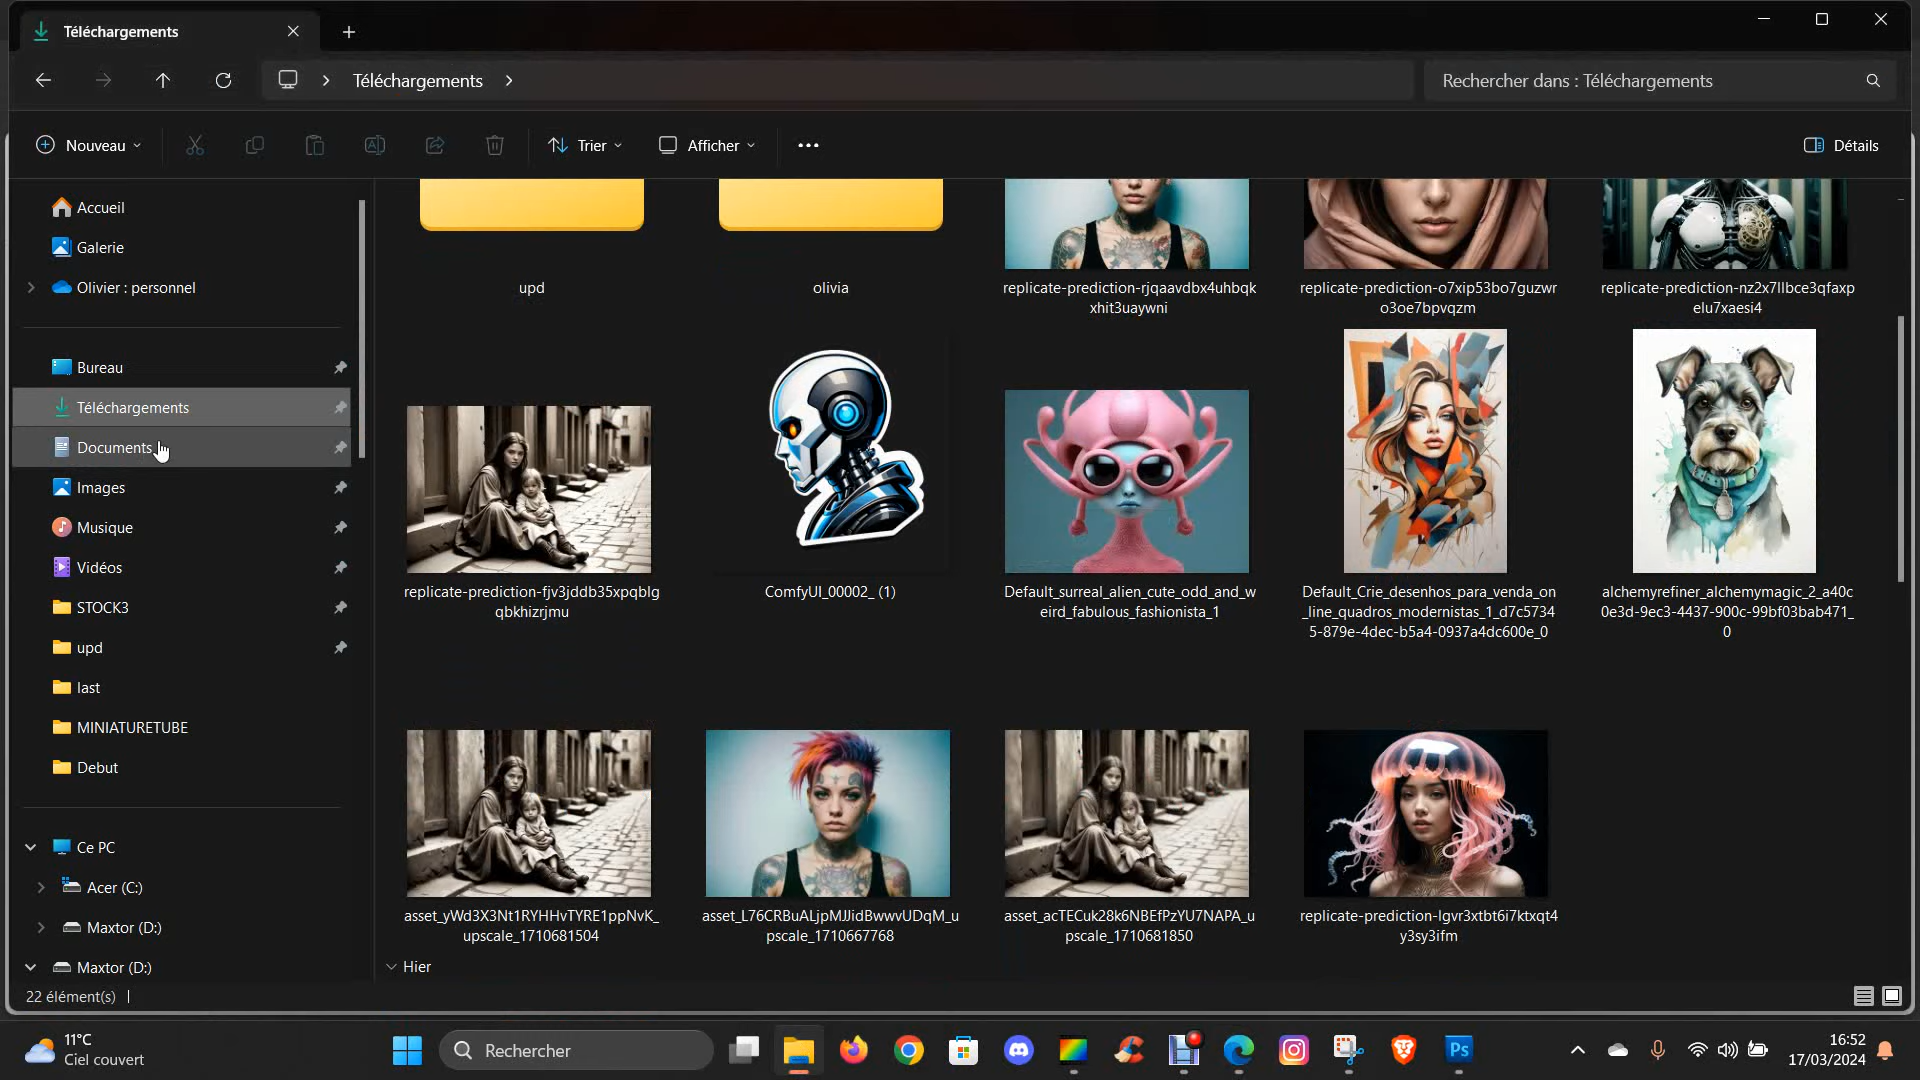 Téléchargements
Téléchargements
Rechercher dans : Téléchargements
Nouveau
Trier
Afficher
Détails
Accueil
Galerie
Olivier : personnel
Bureau
Téléchargements
Documents
Images
Musique
Vidéos
STOCK3
upd
last
MINIATURETUBE
Debut
Ce PC
Acer (C:)
Maxtor (D:)
Maxtor (D:)
upd
olivia
replicate-prediction-rjqaavdbx4uhbqk
xhit3uaywni
replicate-prediction-o7xip53bo7guzwr
o3oe7bpvqzm
replicate-prediction-nz2x7llbce3qfaxp
elu7xaesi4
replicate-prediction-fjv3jddb35xpqblg
qbkhizrjmu
ComfyUI_00002_ (1)
Default_surreal_alien_cute_odd_and_w
eird_fabulous_fashionista_1
Default_Crie_desenhos_para_venda_on
_line_quadros_modernistas_1_d7c5734
5-879e-4dec-b5a4-0937a4dc600e_0
alchemyrefiner_alchemymagic_2_a40c
0e3d-9ec3-4437-900c-99bf03bab471_
0
asset_yWd3X3Nt1RYHHvTYRE1ppNvK_
upscale_1710681504
asset_L76CRBuALjpMJJidBwwvUDqM_u
pscale_1710667768
asset_acTECuk28k6NBEfPzYU7NAPA_u
pscale_1710681850
replicate-prediction-lgvr3xtbt6i7ktxqt4
y3sy3ifm
Hier
22 élément(s)
11°C
Ciel couvert
Rechercher
Ps
16:52
17/03/2024